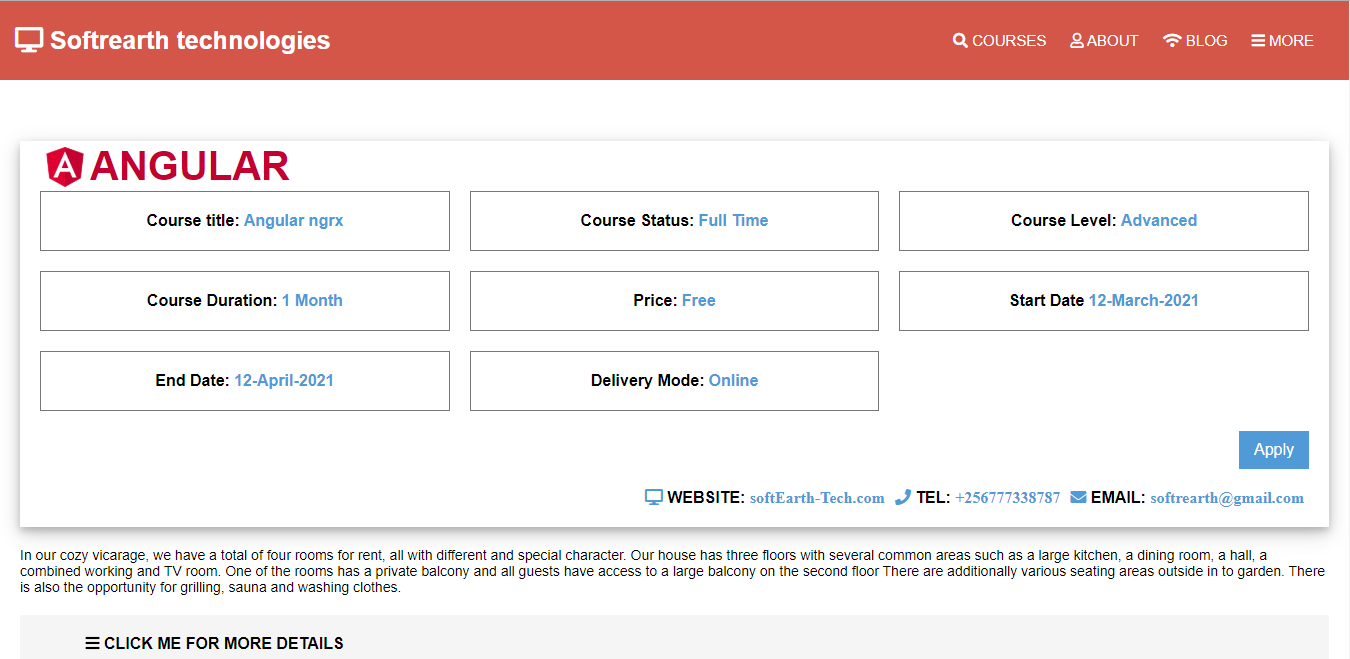 Softrearth technologies
COURSES ABOUT BLOG MORE
ANGULAR
Course title: Angular ngrx
Course Status: Full Time
Course Level: Advanced
Course Duration: 1 Month
Price: Free
Start Date 12-March-2021
End Date: 12-April-2021
Delivery Mode: Online
Apply
WEBSITE: softEarth-Tech.com TEL: +256777338787 EMAIL: softrearth@gmail.com
In our cozy vicarage, we have a total of four rooms for rent, all with different and special character. Our house has three floors with several common areas such as a large kitchen, a dining room, a hall, a
combined working and TV room. One of the rooms has a private balcony and all guests have access to a large balcony on the second floor There are additionally various seating areas outside in to garden. There
is also the opportunity for grilling, sauna and washing clothes.
CLICK ME FOR MORE DETAILS